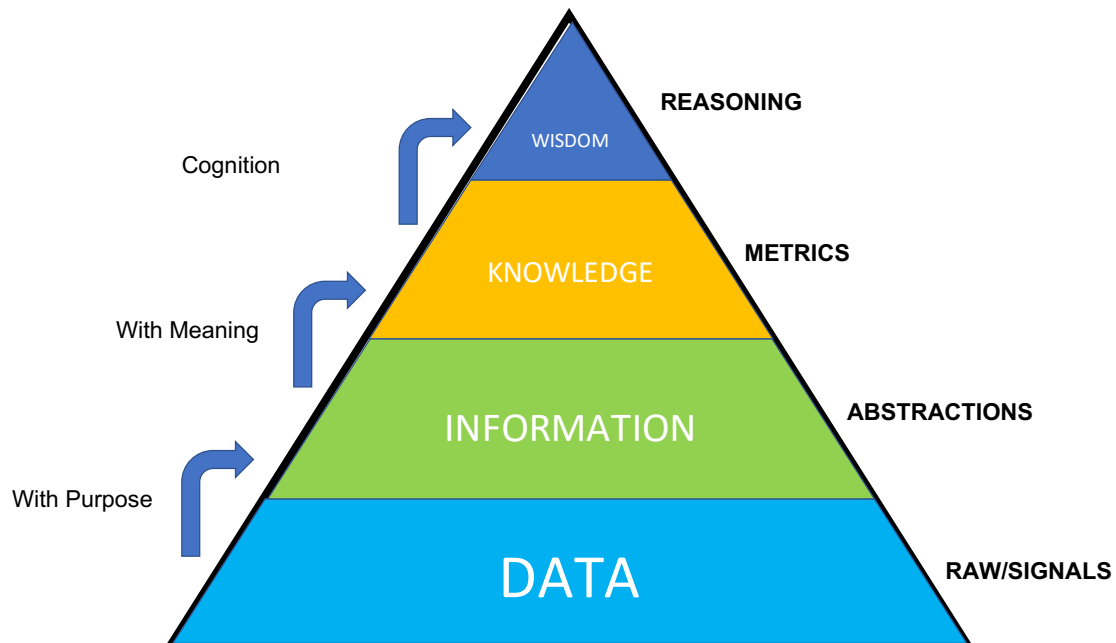 REASONING
WISDOM
Cognition
METRICS
KNOWLEDGE
With Meaning
ABSTRACTIONS
INFORMATION
With Purpose
RAW/SIGNALS
DATA